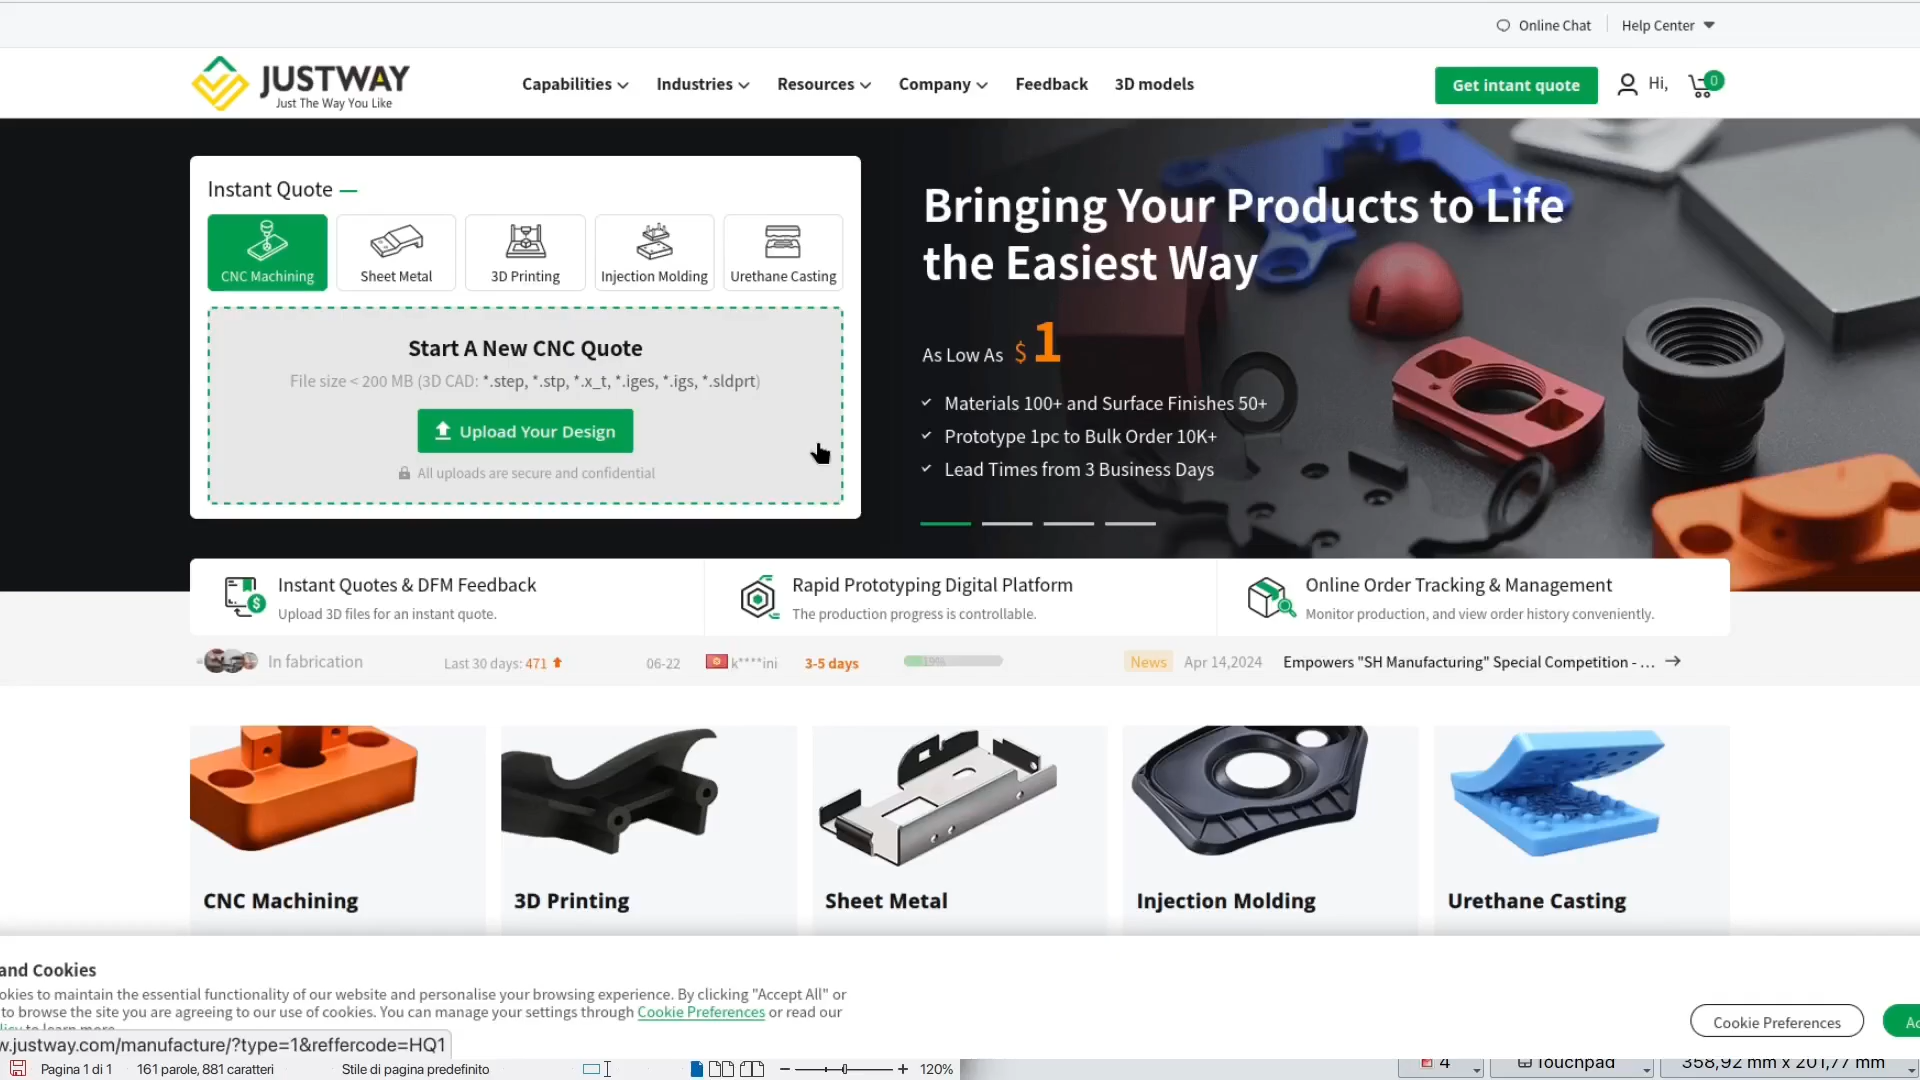 Online Chat
Help Center
JUSTWAY
Just The Way You Like
Capabilities
Industries
Resources
Company
Feedback
3D models
Get intant quote
Hi,
0
Instant Quote
CNC Machining
Sheet Metal
3D Printing
Injection Molding
Urethane Casting
Start A New CNC Quote
File size < 200 MB (3D CAD: *.step, *.stp, *.x_t, *.iges, *.igs, *.sldprt)
Upload Your Design
All uploads are secure and confidential
Bringing Your Products to Life
the Easiest Way
As Low As $ 1
Materials 100+ and Surface Finishes 50+
Prototype 1pc to Bulk Order 10K+
Lead Times from 3 Business Days
Instant Quotes & DFM Feedback
Upload 3D files for an instant quote.
Rapid Prototyping Digital Platform
The production progress is controllable.
Online Order Tracking & Management
Monitor production, and view order history conveniently.
In fabrication
Last 30 days: 471
06-22
k****ini
3-5 days
19%
News
Apr 14,2024
Empowers "SH Manufacturing" Special Competition - ...
CNC Machining
3D Printing
Sheet Metal
Injection Molding
Urethane Casting
and Cookies
okies to maintain the essential functionality of our website and personalise your browsing experience. By clicking "Accept All" or
to browse the site you are agreeing to our use of cookies. You can manage your settings through Cookie Preferences or read our
to learn more
Cookie Preferences
Ac
w.justway.com/manufacture/?type=1&reffercode=HQ1
Pagina 1 di 1
161 parole, 881 caratteri
Stile di pagina predefinito
120%
4
Touchpad
358,92 mm x 201,77 mm